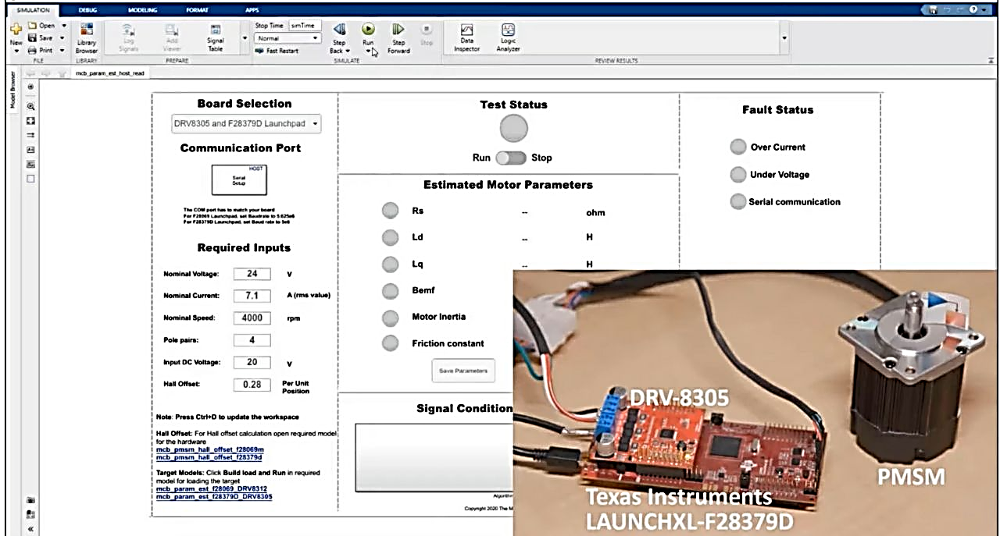 SIMULATION DEBUG MODELING FORMAT APPS
New
Open
Save
Print
FILE
Library Browser
LIBRARY
Log Signals
Add Viewer
Signal Table
PREPARE
Stop Time simTime
Normal
Fast Restart
Step Back
Run
Step Forward
Stop
SIMULATE
Data Inspector
Logic Analyzer
REVIEW RESULTS
Model Browser
mcb_param_est_host_read
Board Selection
DRV8305 and F28379D Launchpad
Communication Port
HOST
Serial
Setup
The COM port has to match your board
For F28069 Launchpad, set Baudrate to 5.625e6
For F28379D Launchpad, set Baud rate to 5e6
Required Inputs
Nominal Voltage: 24 V
Nominal Current: 7.1 A (rms value)
Nominal Speed: 4000 rpm
Pole pairs: 4
Input DC Voltage: 20 V
Hall Offset: 0.28 Per Unit
Position
Note: Press Ctrl+D to update the workspace
Hall Offset: For Hall offset calculation open required model
for the hardware
mcb_pmsm_hall_offset_f28069m
mcb_pmsm_hall_offset_f28379d
Target Models: Click Build load and Run in required
model for loading the target
mcb_param_est_f28069_DRV8312
mcb_param_est_f28379D_DRV8305
Test Status
Run Stop
Estimated Motor Parameters
Rs -- ohm
Ld -- H
Lq -- H
Bemf
Motor Inertia
Friction constant
Save Parameters
Signal Condition
Algorithm
Copyright 2020 The M
Fault Status
Over Current
Under Voltage
Serial communication
DRV-8305
PMSM
Texas Instruments
LAUNCHXL-F28379D